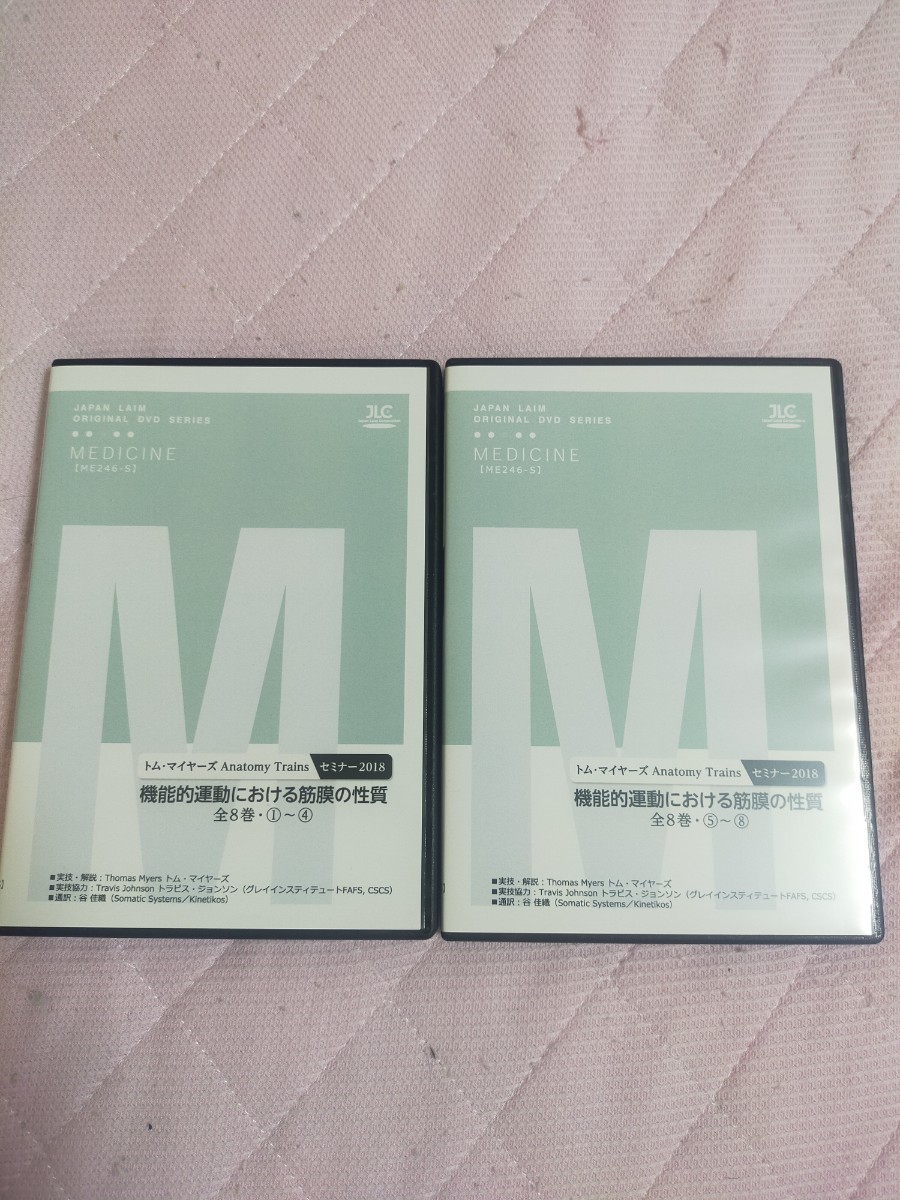 JAPAN LAIM
ORIGINAL DVD SERIES
JLC
MEDICINE
【ME246-S】
M
トム・マイヤーズ Anatomy Trains セミナー2018
機能的運動における筋膜の性質
全8巻・①～④
■実技・解説：Thomas Myers トム・マイヤーズ
■実技協力：Travis Johnson トラビス・ジョンソン（グレイインスティテュートFAFS, CSCS）
■通訳：谷 佳織（Somatic Systems／Kinetikos）
JAPAN LAIM
ORIGINAL DVD SERIES
JLC
MEDICINE
【ME246-S】
M
トム・マイヤーズ Anatomy Trains セミナー2018
機能的運動における筋膜の性質
全8巻・⑤～⑧
■実技・解説：Thomas Myers トム・マイヤーズ
■実技協力：Travis Johnson トラビス・ジョンソン（グレイインスティテュートFAFS, CSCS）
■通訳：谷 佳織（Somatic Systems／Kinetikos）